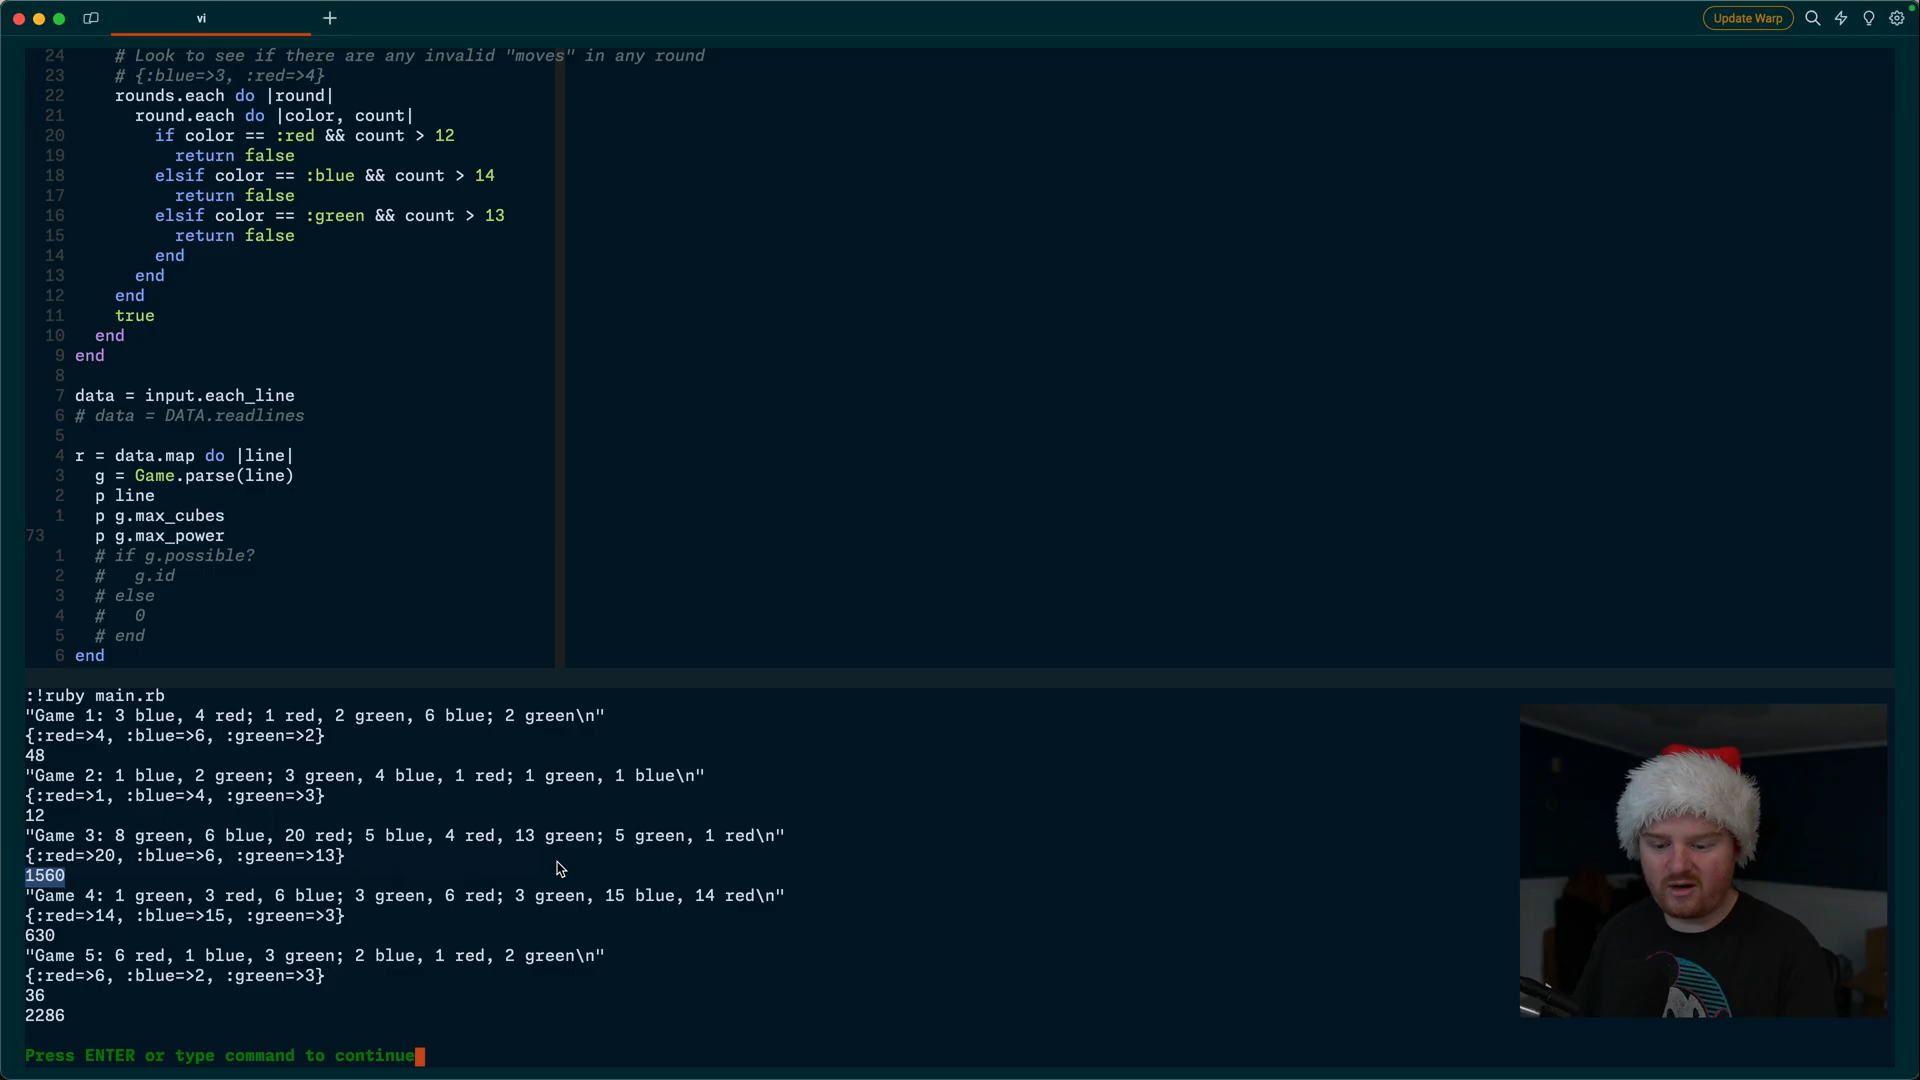 vi
Update Warp
24 # Look to see if there are any invalid "moves" in any round
23 # {:blue=>3, :red=>4}
22 rounds.each do |round|
21 round.each do |color, count|
20 if color == :red && count > 12
19 return false
18 elsif color == :blue && count > 14
17 return false
16 elsif color == :green && count > 13
15 return false
14 end
13 end
12 end
11 true
10 end
9 end
8
7 data = input.each_line
6 # data = DATA.readlines
5
4 r = data.map do |line|
3 g = Game.parse(line)
2 p line
1 p g.max_cubes
73 p g.max_power
1 # if g.possible?
2 # g.id
3 # else
4 # 0
5 # end
6 end
:!ruby main.rb
"Game 1: 3 blue, 4 red; 1 red, 2 green, 6 blue; 2 green\n"
{:red=>4, :blue=>6, :green=>2}
48
"Game 2: 1 blue, 2 green; 3 green, 4 blue, 1 red; 1 green, 1 blue\n"
{:red=>1, :blue=>4, :green=>3}
12
"Game 3: 8 green, 6 blue, 20 red; 5 blue, 4 red, 13 green; 5 green, 1 red\n"
{:red=>20, :blue=>6, :green=>13}
1560
"Game 4: 1 green, 3 red, 6 blue; 3 green, 6 red; 3 green, 15 blue, 14 red\n"
{:red=>14, :blue=>15, :green=>3}
630
"Game 5: 6 red, 1 blue, 3 green; 2 blue, 1 red, 2 green\n"
{:red=>6, :blue=>2, :green=>3}
36
2286
Press ENTER or type command to continue